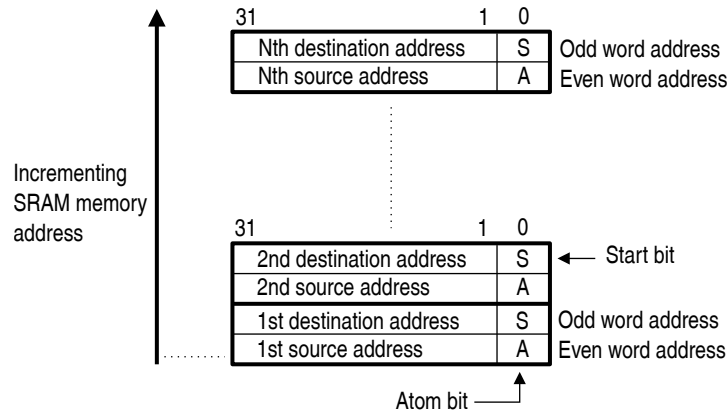 31 1 0
Nth destination address S Odd word address
Nth source address A Even word address
Incrementing
SRAM memory
address
31 1 0
2nd destination address S Start bit
2nd source address A
1st destination address S Odd word address
1st source address A Even word address
Atom bit